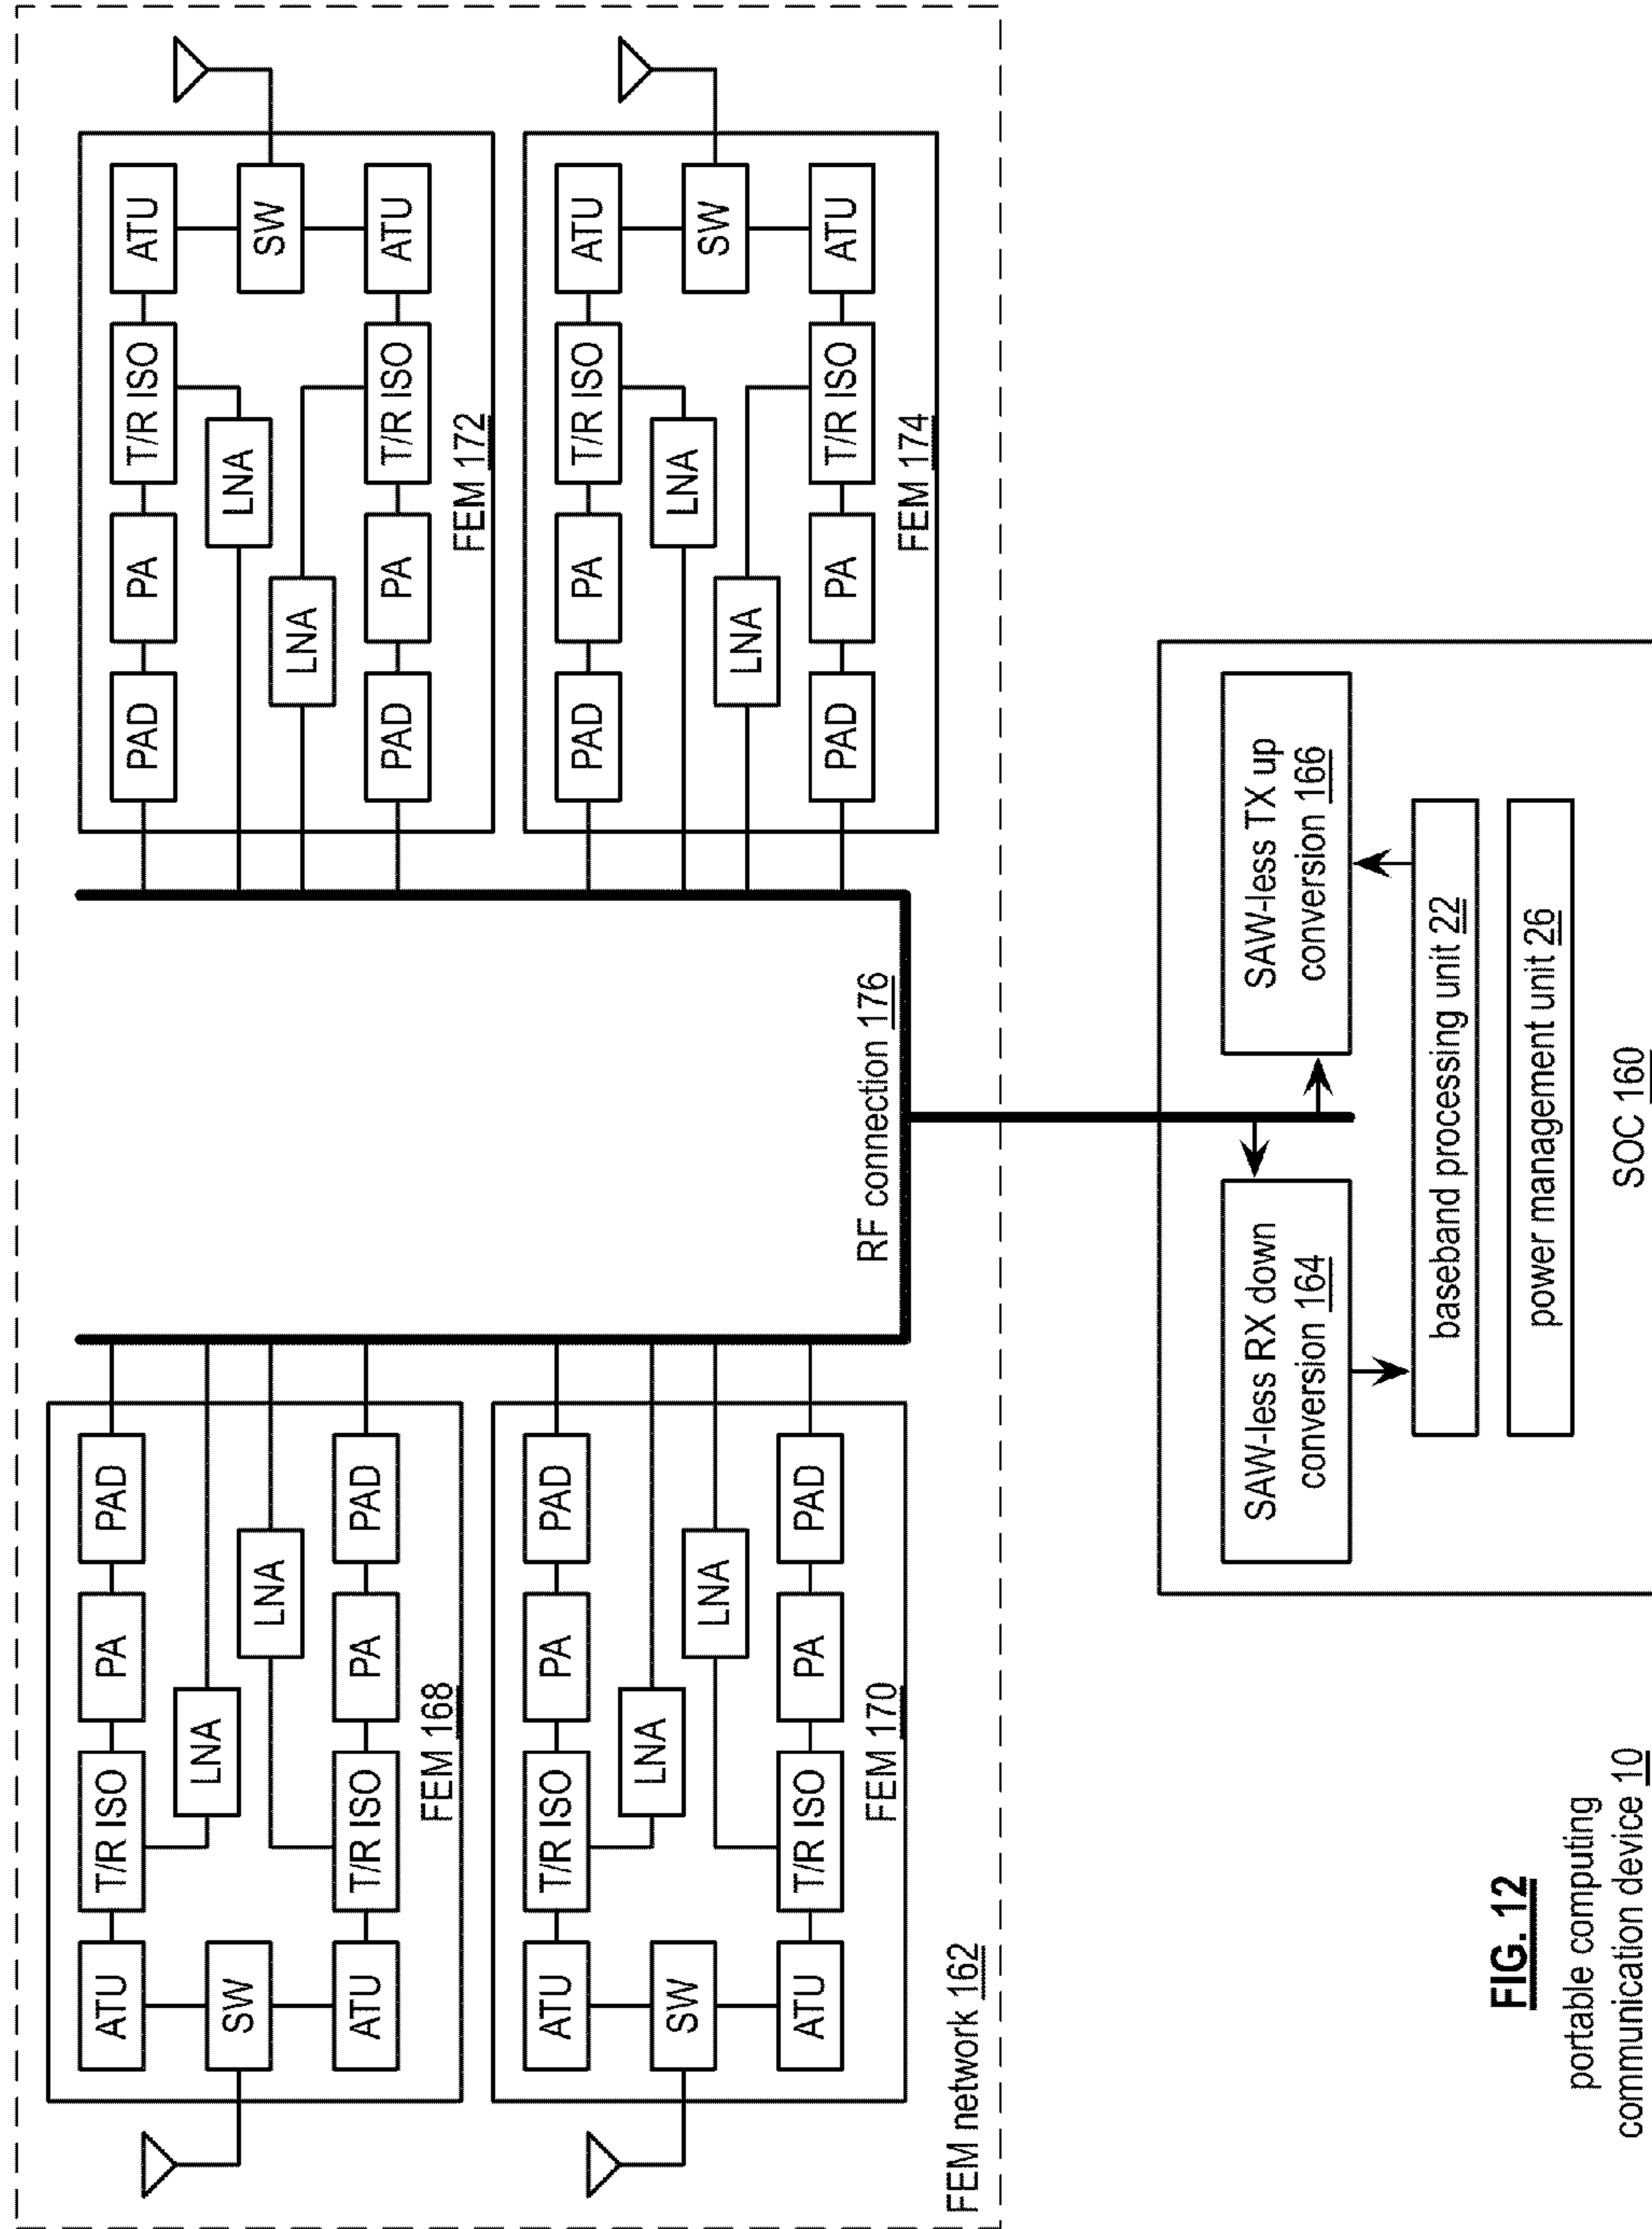 ATU
T/R ISO
PA
PAD
SW
LNA
LNA
ATU
T/R ISO
PA
PAD
FEM 168
PAD
PA
T/R ISO
ATU
LNA
SW
LNA
PAD
PA
T/R ISO
ATU
FEM 172
ATU
T/R ISO
PA
PAD
SW
LNA
LNA
ATU
T/R ISO
PA
PAD
FEM 170
PAD
PA
T/R ISO
ATU
LNA
SW
LNA
PAD
PA
T/R ISO
ATU
FEM 174
RF connection 176
FEM network 162
SAW-less RX down
conversion 164
SAW-less TX up
conversion 166
baseband processing unit 22
power management unit 26
SOC 160
FIG. 12
portable computing
communication device 10